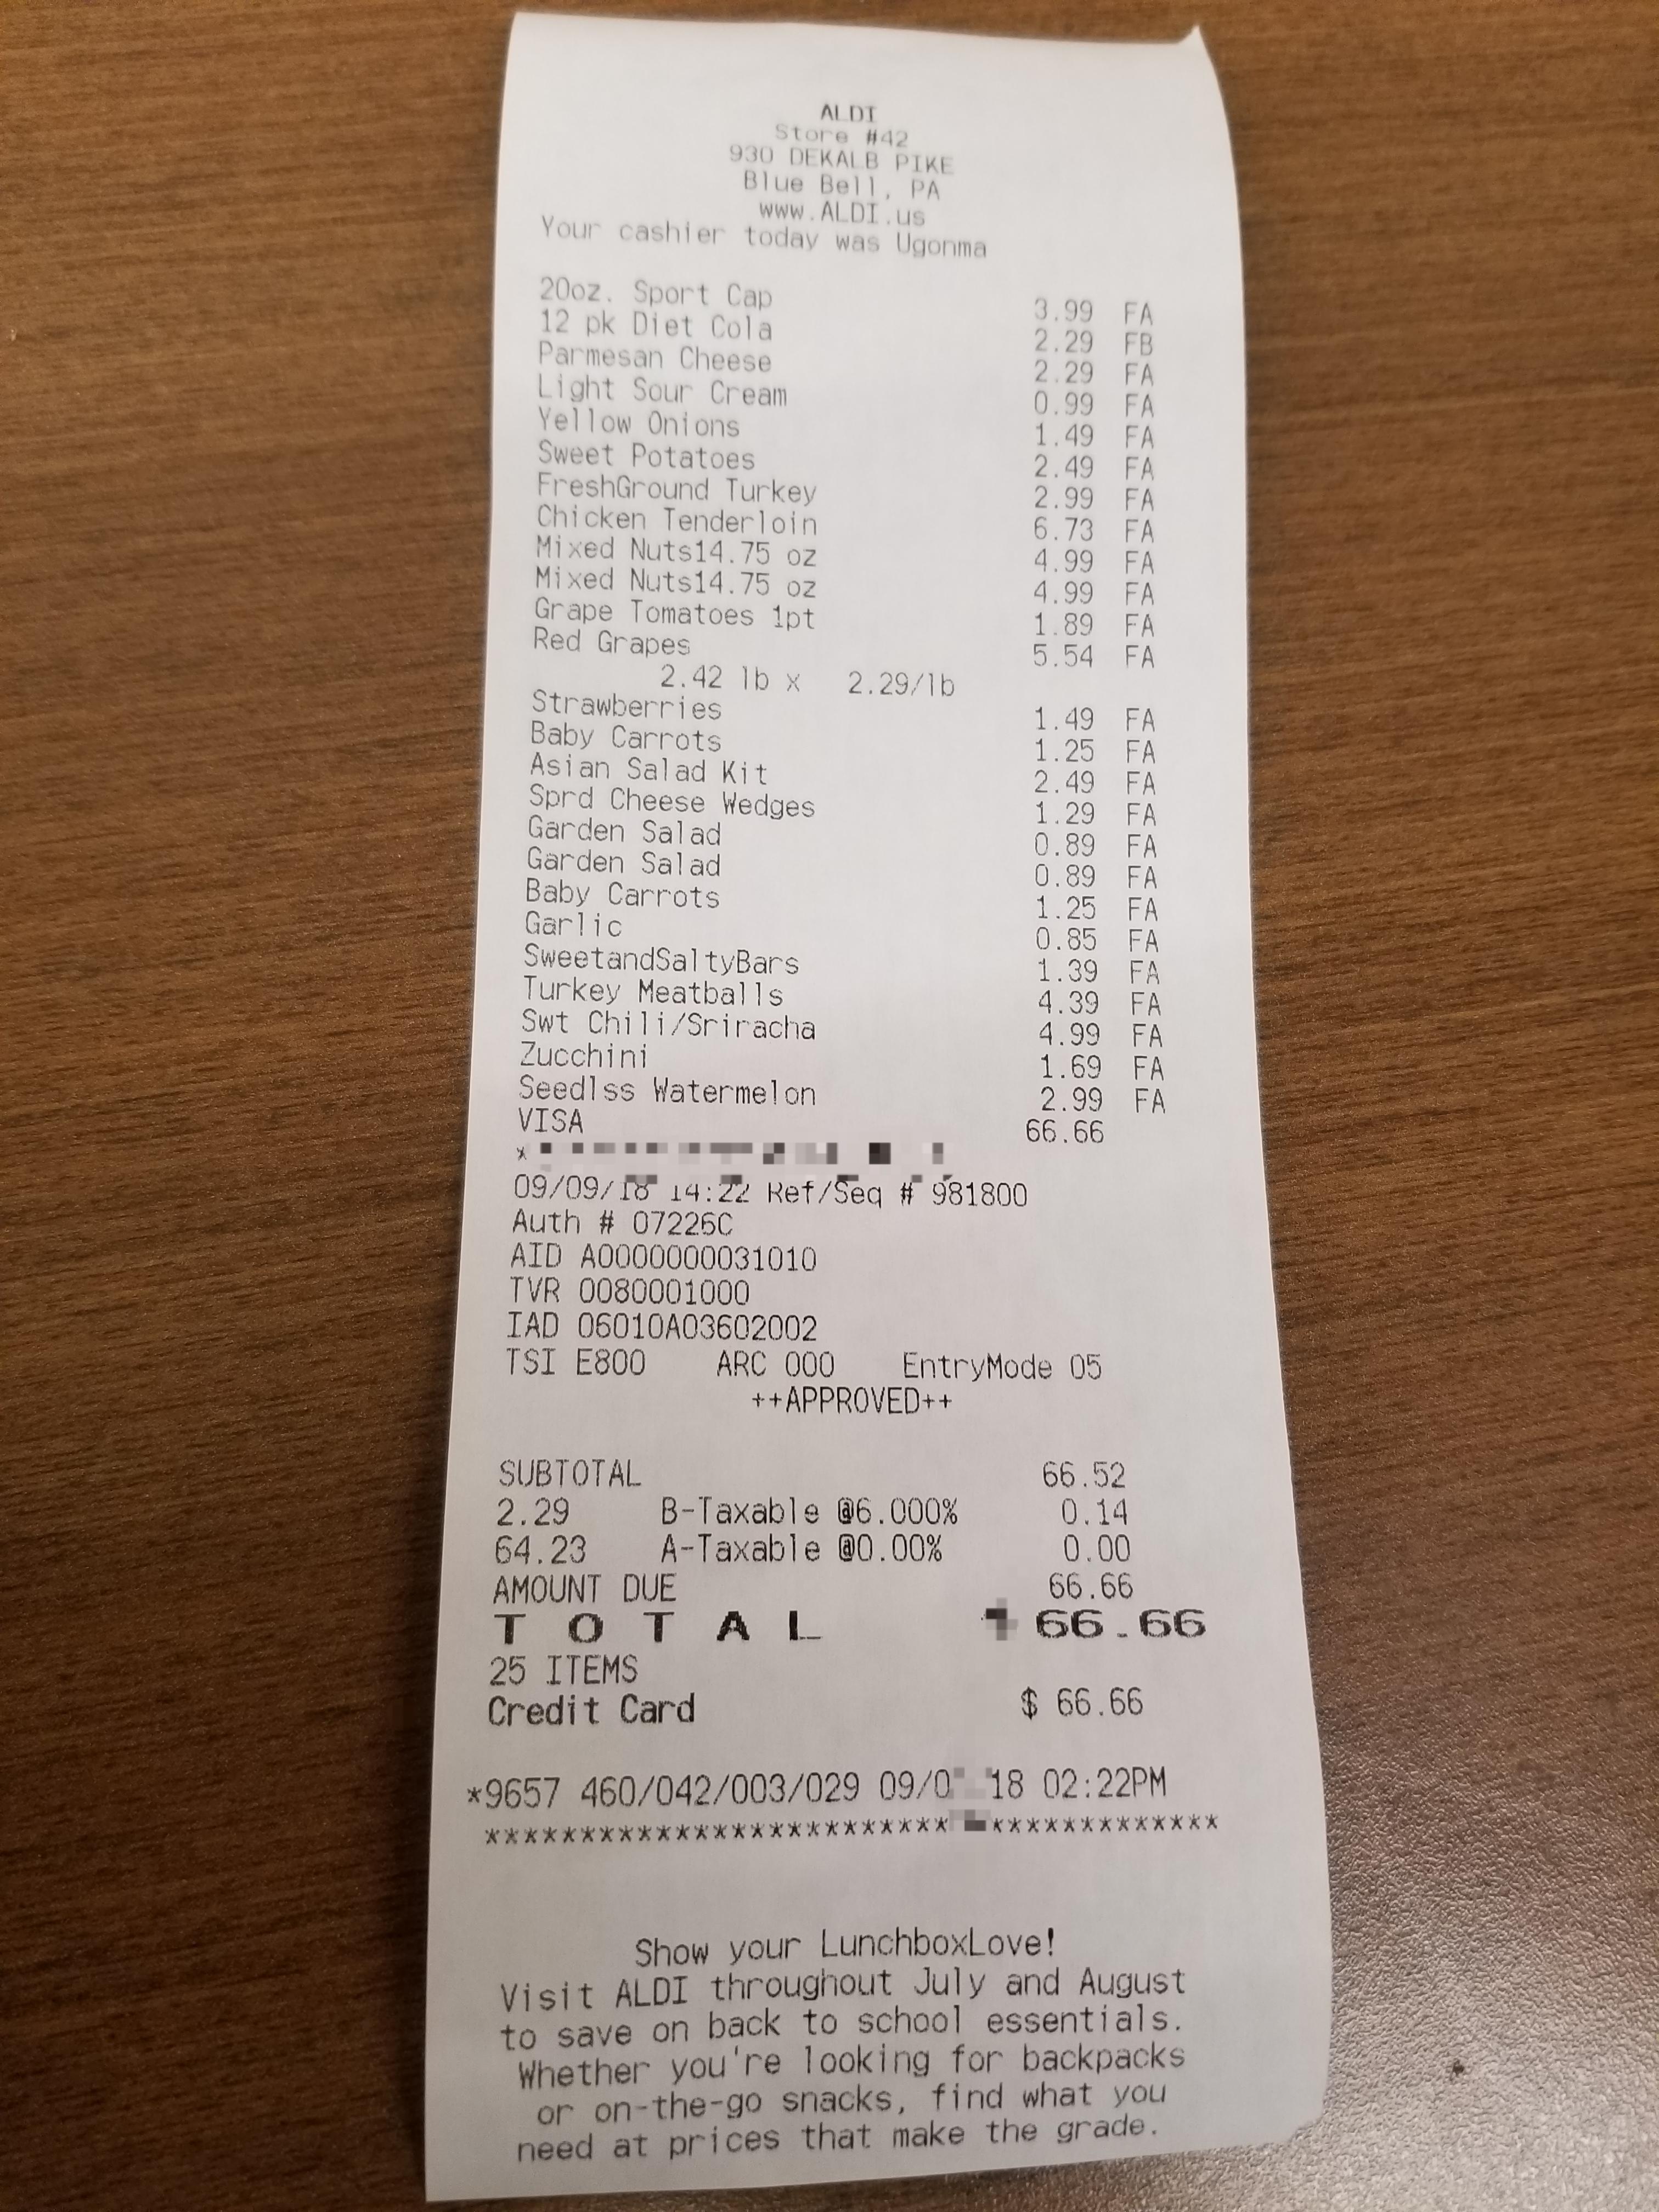 ALDI
Store #42
930 DEKALB PIKE
Blue Bell, PA
www.ALDI.us
Your cashier today was Ugonma
20oz. Sport Cap 3.99 FA
12 pk Diet Cola 2.29 FB
Parmesan Cheese 2.29 FA
Light Sour Cream 0.99 FA
Yellow Onions 1.49 FA
Sweet Potatoes 2.49 FA
FreshGround Turkey 2.99 FA
Chicken Tenderloin 6.73 FA
Mixed Nuts14.75 oz 4.99 FA
Mixed Nuts14.75 oz 4.99 FA
Grape Tomatoes 1pt 1.89 FA
Red Grapes 5.54 FA
2.42 lb x 2.29/lb
Strawberries 1.49 FA
Baby Carrots 1.25 FA
Asian Salad Kit 2.49 FA
Sprd Cheese Wedges 1.29 FA
Garden Salad 0.89 FA
Garden Salad 0.89 FA
Baby Carrots 1.25 FA
Garlic 0.85 FA
SweetandSaltyBars 1.39 FA
Turkey Meatballs 4.39 FA
Swt Chili/Sriracha 4.99 FA
Zucchini 1.69 FA
Seedlss Watermelon 2.99 FA
VISA 66.66
*
09/09/18 14:22 Ref/Seq # 981800
Auth # 07226C
AID A0000000031010
TVR 0080001000
IAD 06010A03602002
TSI E800 ARC 000 EntryMode 05
++APPROVED++
SUBTOTAL 66.52
2.29 B-Taxable @6.000% 0.14
64.23 A-Taxable @0.00% 0.00
AMOUNT DUE 66.66
TOTAL 66.66
25 ITEMS
Credit Card $ 66.66
*9657 460/042/003/029 09/0 18 02:22PM
**************************************
Show your LunchboxLove!
Visit ALDI throughout July and August
to save on back to school essentials.
Whether you're looking for backpacks
or on-the-go snacks, find what you
need at prices that make the grade.